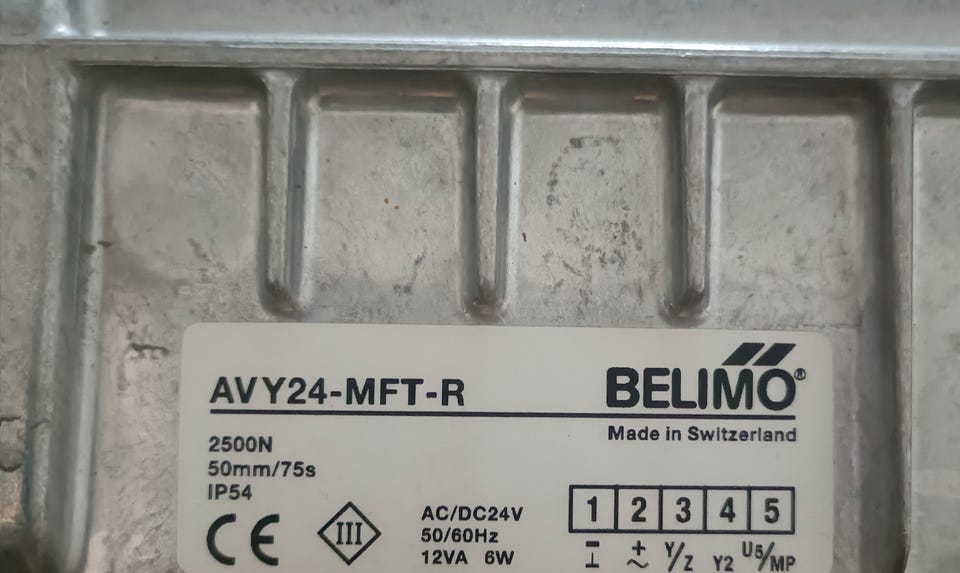 AVY24-MFT-R
BELIMO®
Made in Switzerland
2500N
50mm/75s
IP54
CE
III
AC/DC24V
50/60Hz
12VA 6W
1 2 3 4 5
⊥ + ~ Y/Z Y2 U5/MP